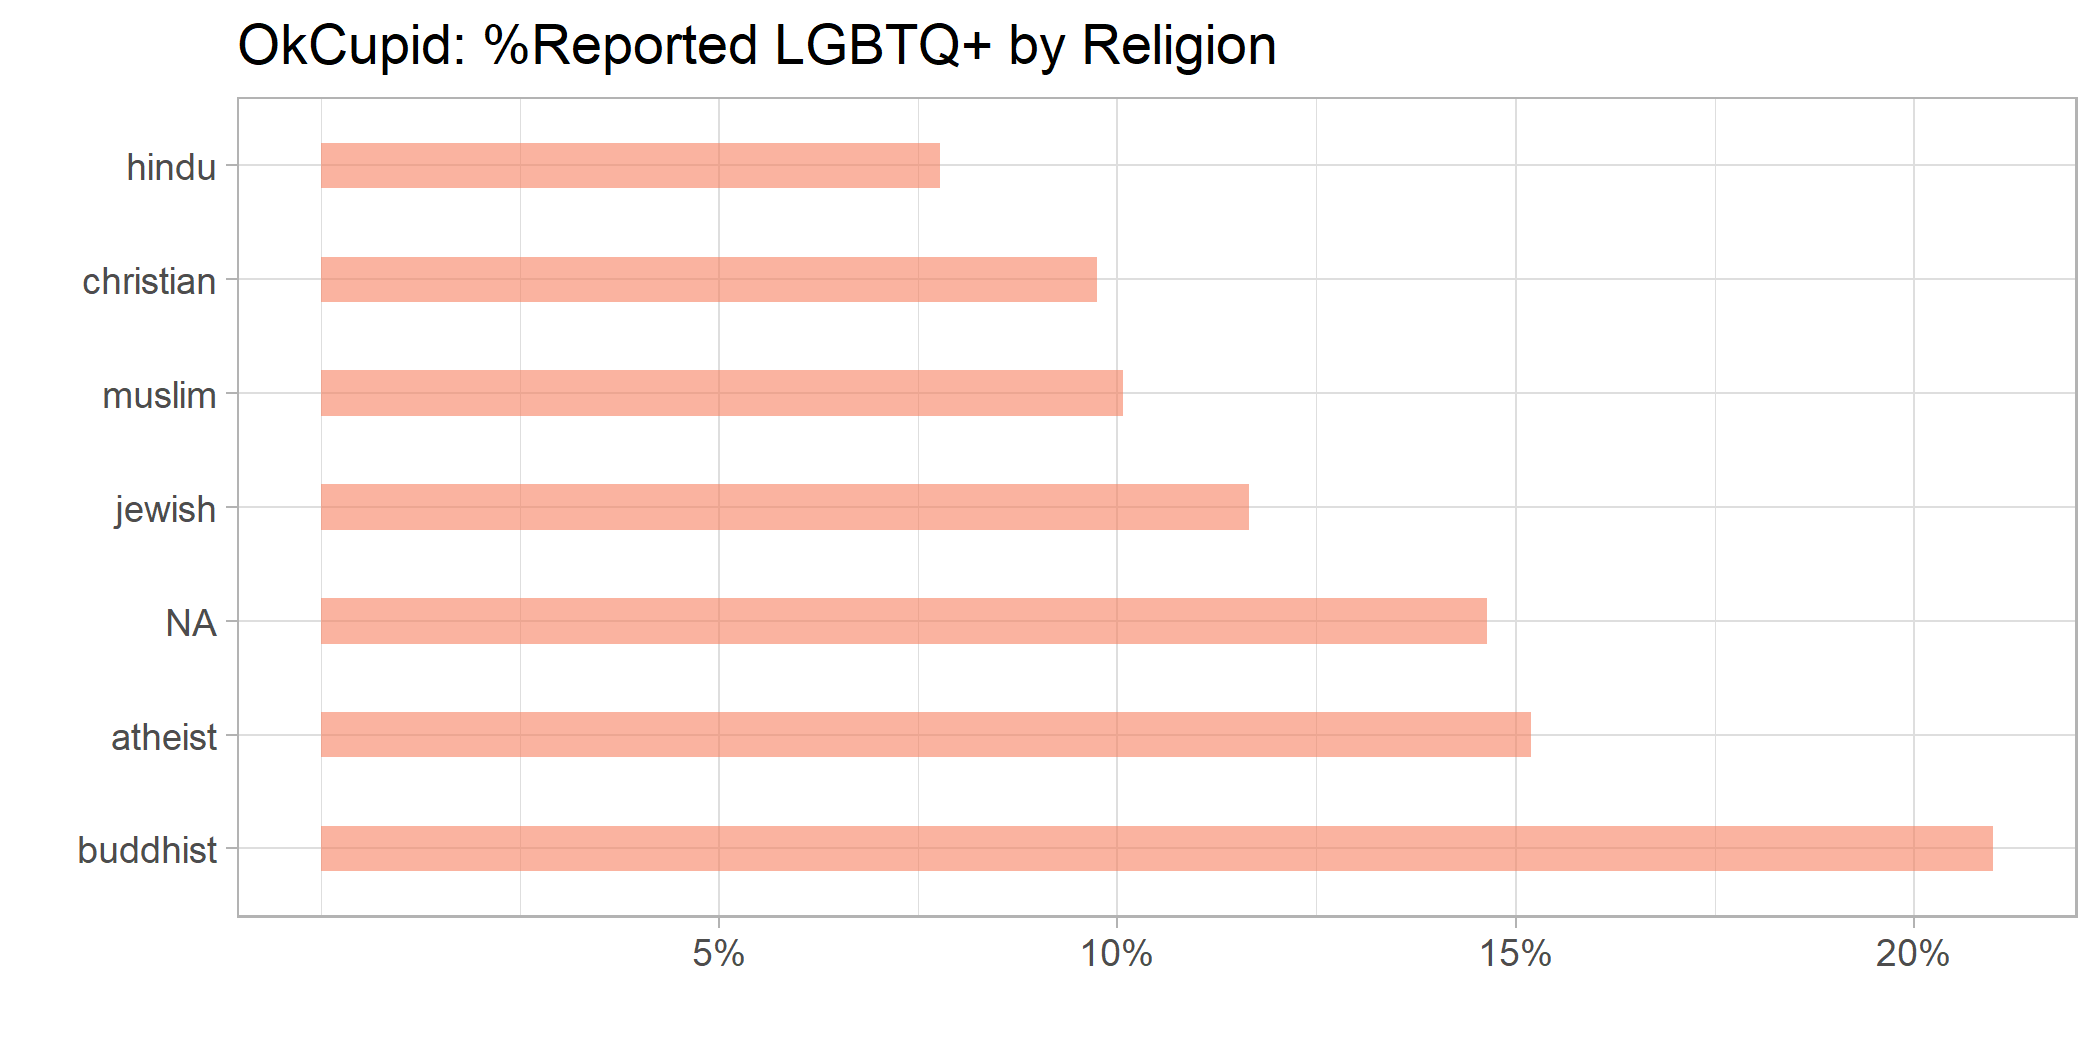 OkCupid: %Reported LGBTQ+ by Religion
hindu
christian
muslim
jewish
NA
atheist
buddhist
5% 10% 15% 20%